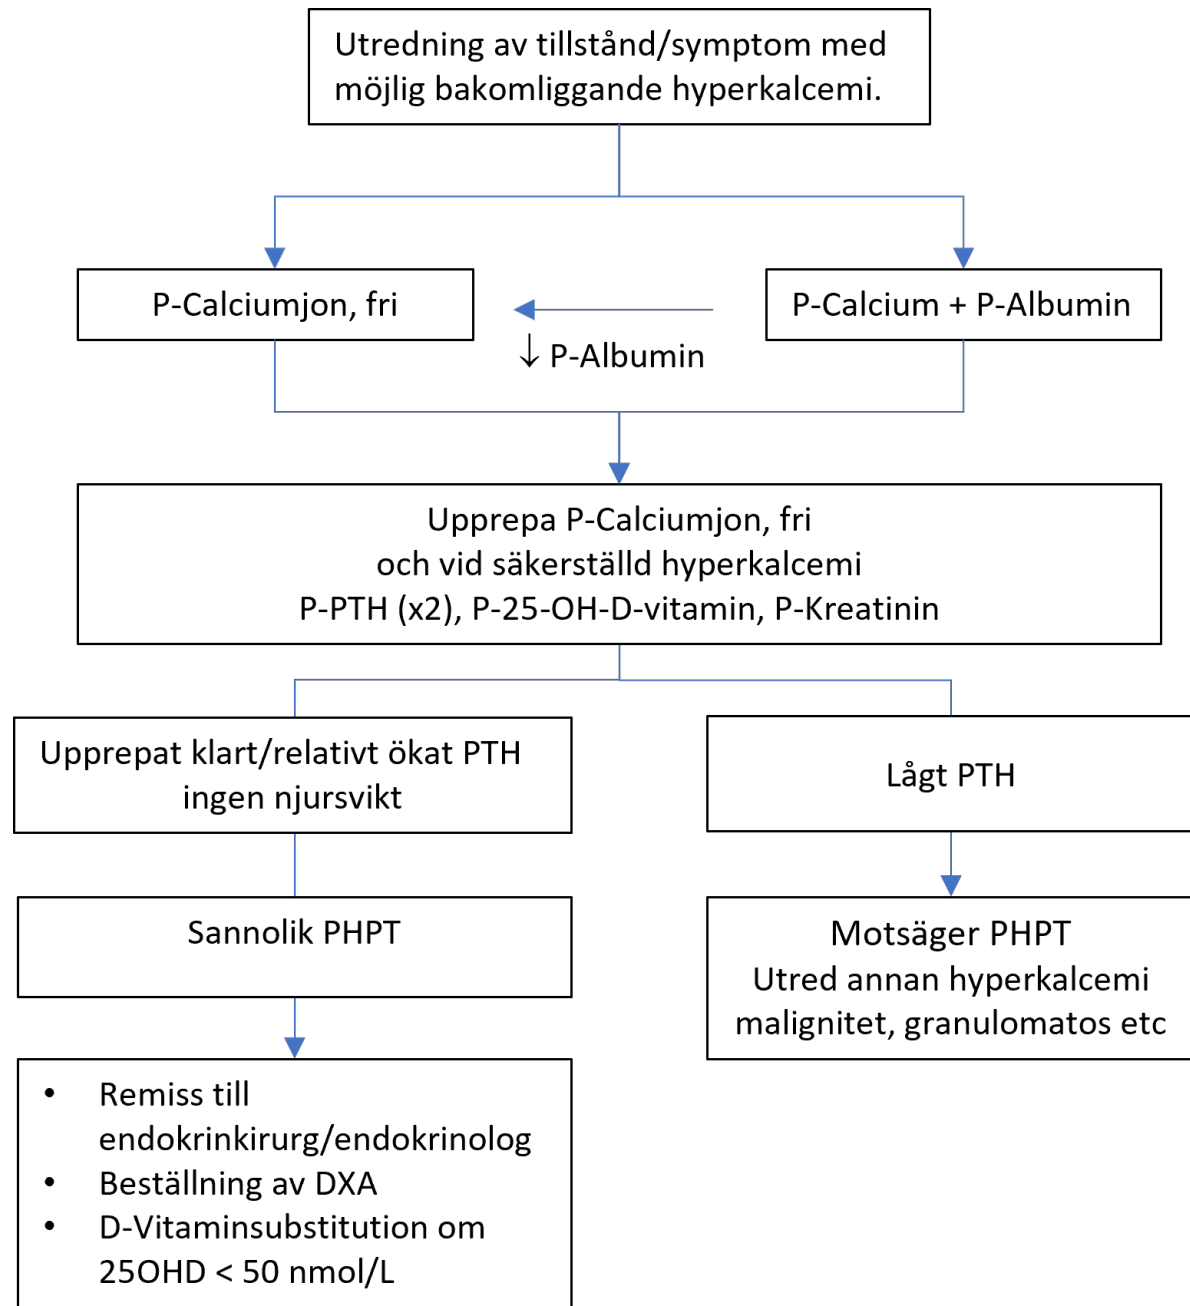 Utredning av tillstånd/symptom med
möjlig bakomliggande hyperkalcemi.
P-Calciumjon, fri
P-Calcium + P-Albumin
↓ P-Albumin
Upprepa P-Calciumjon, fri
och vid säkerställd hyperkalcemi
P-PTH (x2), P-25-OH-D-vitamin, P-Kreatinin
Upprepat klart/relativt ökat PTH
ingen njursvikt
Lågt PTH
Sannolik PHPT
Motsäger PHPT
Utred annan hyperkalcemi
malignitet, granulomatos etc
• Remiss till
endokrinkirurg/endokrinolog
• Beställning av DXA
• D-Vitaminsubstitution om
25OHD < 50 nmol/L